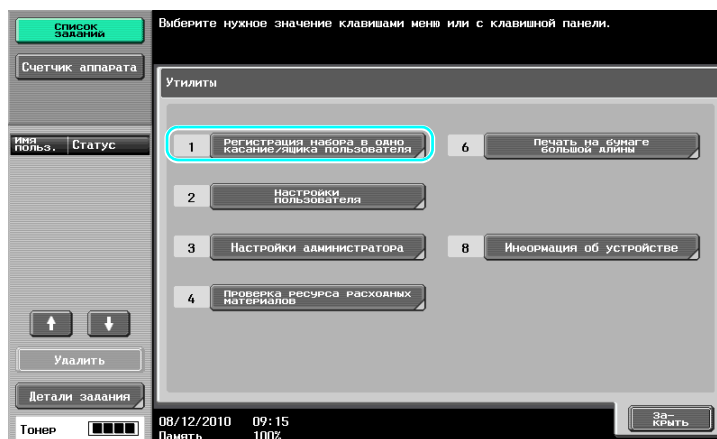 Список
заданий
Выберите нужное значение клавишами меню или с клавишной панели.
Счетчик аппарата
Утилиты
Имя
польз.
Статус
1
Регистрация набора в одно
касание/ящика пользователя
6
Печать на бумаге
большой длины
2
Настройки
пользователя
3
Настройки администратора
8
Информация об устройстве
4
Проверка ресурса расходных
материалов
Удалить
Детали задания
Тонер
08/12/2010 09:15
Память 100%
За-
крыть